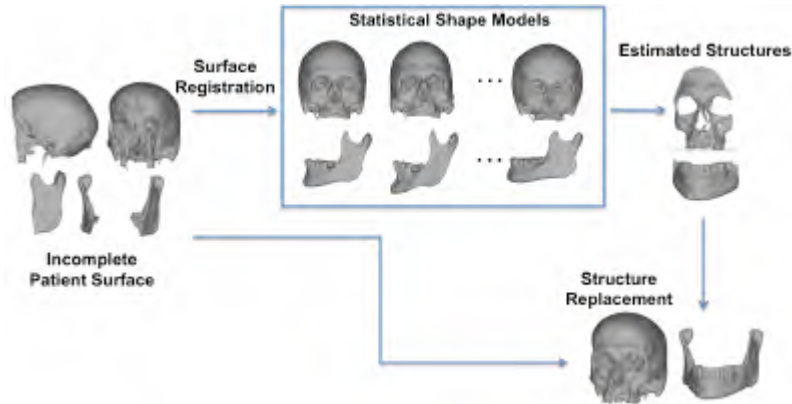 Statistical Shape Models
Surface
Registration
Estimated Structures
Incomplete
Patient Surface
Structure
Replacement